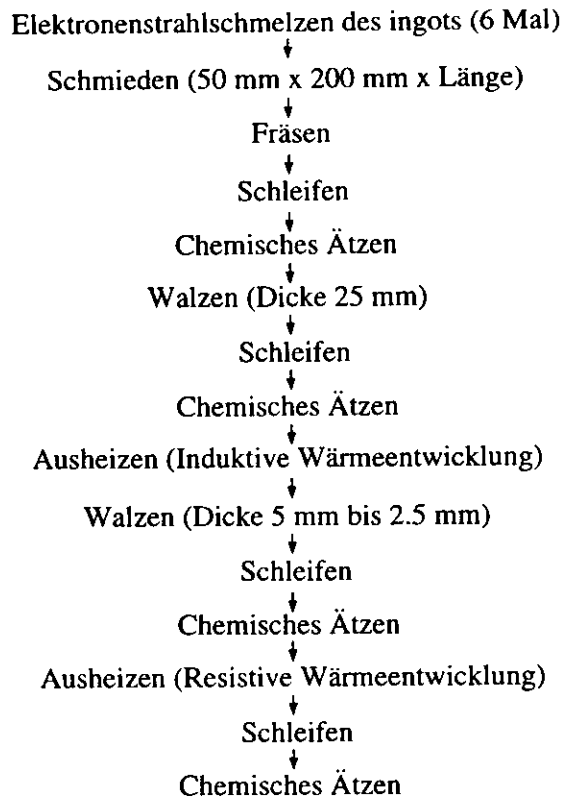 Elektronenstrahlschmelzen des ingots (6 Mal)
Schmieden (50 mm x 200 mm x Länge)
Fräsen
Schleifen
Chemisches Ätzen
Walzen (Dicke 25 mm)
Schleifen
Chemisches Ätzen
Ausheizen (Induktive Wärmeentwicklung)
Walzen (Dicke 5 mm bis 2.5 mm)
Schleifen
Chemisches Ätzen
Ausheizen (Resistive Wärmeentwicklung)
Schleifen
Chemisches Ätzen